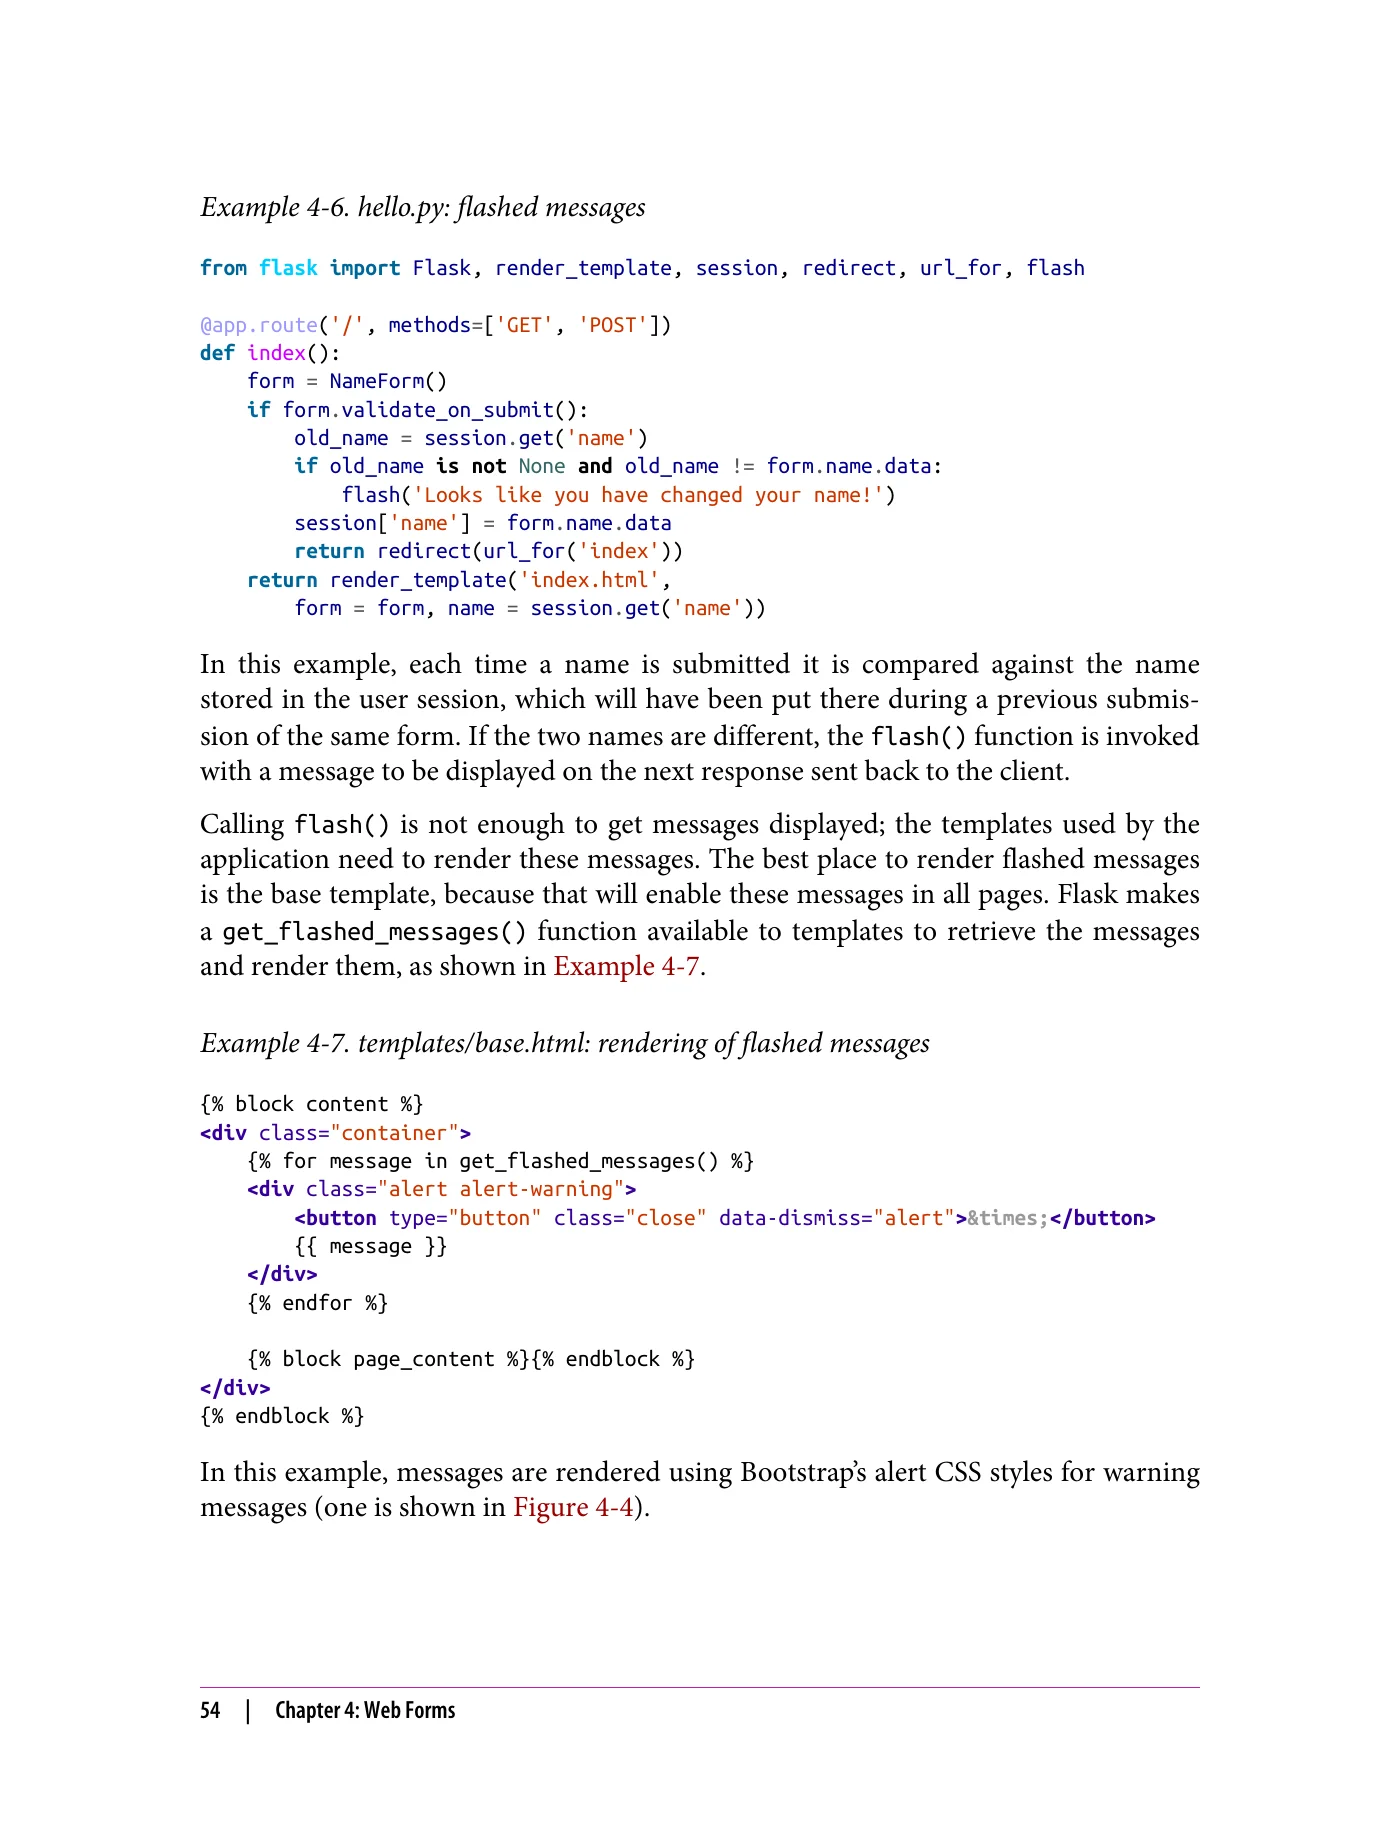 Example 4-6. hello.py: flashed messages
from flask import Flask, render_template, session, redirect, url_for, flash
@app.route('/', methods=['GET', 'POST'])
def index():
    form = NameForm()
    if form.validate_on_submit():
        old_name = session.get('name')
        if old_name is not None and old_name != form.name.data:
            flash('Looks like you have changed your name!')
        session['name'] = form.name.data
        return redirect(url_for('index'))
    return render_template('index.html',
        form = form, name = session.get('name'))
In this example, each time a name is submitted it is compared against the name
stored in the user session, which will have been put there during a previous submis-
sion of the same form. If the two names are different, the flash() function is invoked
with a message to be displayed on the next response sent back to the client.
Calling flash() is not enough to get messages displayed; the templates used by the
application need to render these messages. The best place to render flashed messages
is the base template, because that will enable these messages in all pages. Flask makes
a get_flashed_messages() function available to templates to retrieve the messages
and render them, as shown in Example 4-7.
Example 4-7. templates/base.html: rendering of flashed messages
{% block content %}
<div class="container">
    {% for message in get_flashed_messages() %}
    <div class="alert alert-warning">
        <button type="button" class="close" data-dismiss="alert">&times;</button>
        {{ message }}
    </div>
    {% endfor %}
    {% block page_content %}{% endblock %}
</div>
{% endblock %}
In this example, messages are rendered using Bootstrap’s alert CSS styles for warning
messages (one is shown in Figure 4-4).
54 | Chapter 4: Web Forms